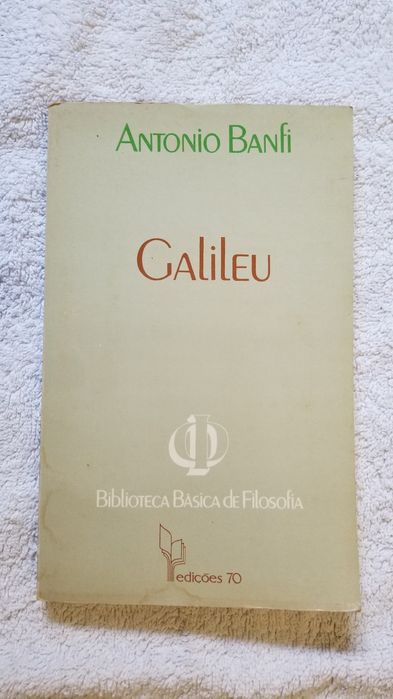 Antonio Banfi
Galileu
Biblioteca Básica de Filosofia
edições 70